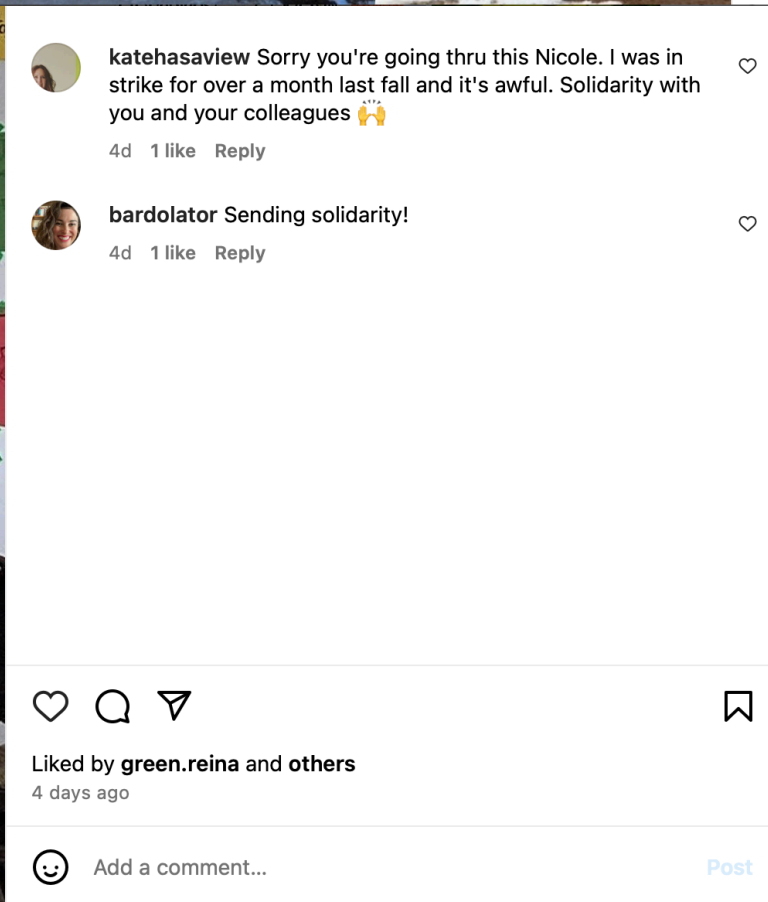 katehasaview Sorry you're going thru this Nicole. I was in
strike for over a month last fall and it's awful. Solidarity with
you and your colleagues 🙌
4d 1 like Reply
bardolator Sending solidarity!
4d 1 like Reply
Liked by green.reina and others
4 days ago
Add a comment...
Post